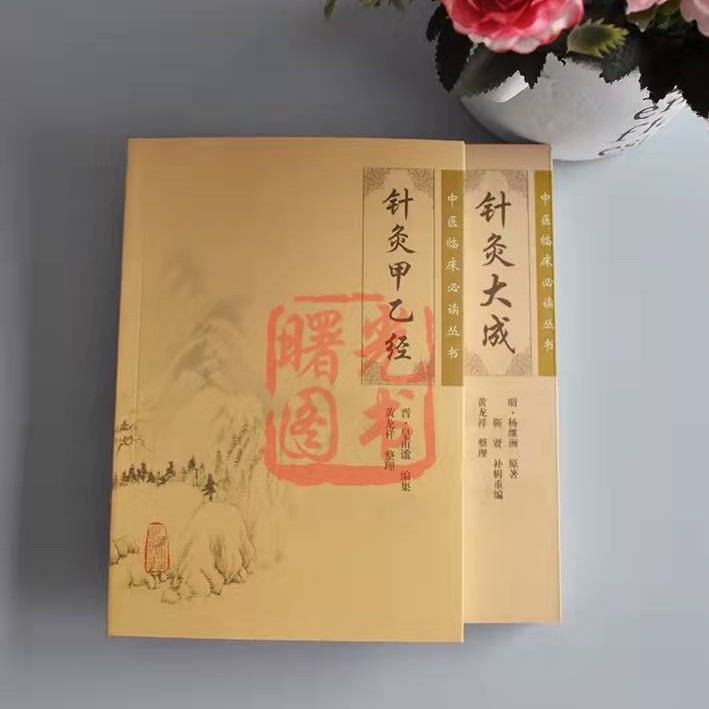 针灸甲乙经
中医临床必读丛书
晋·皇甫谧 编集
黄龙祥 整理
针灸大成
中医临床必读丛书
明·杨继洲 原著
靳贤 补辑重编
黄龙祥 整理
曙光图书